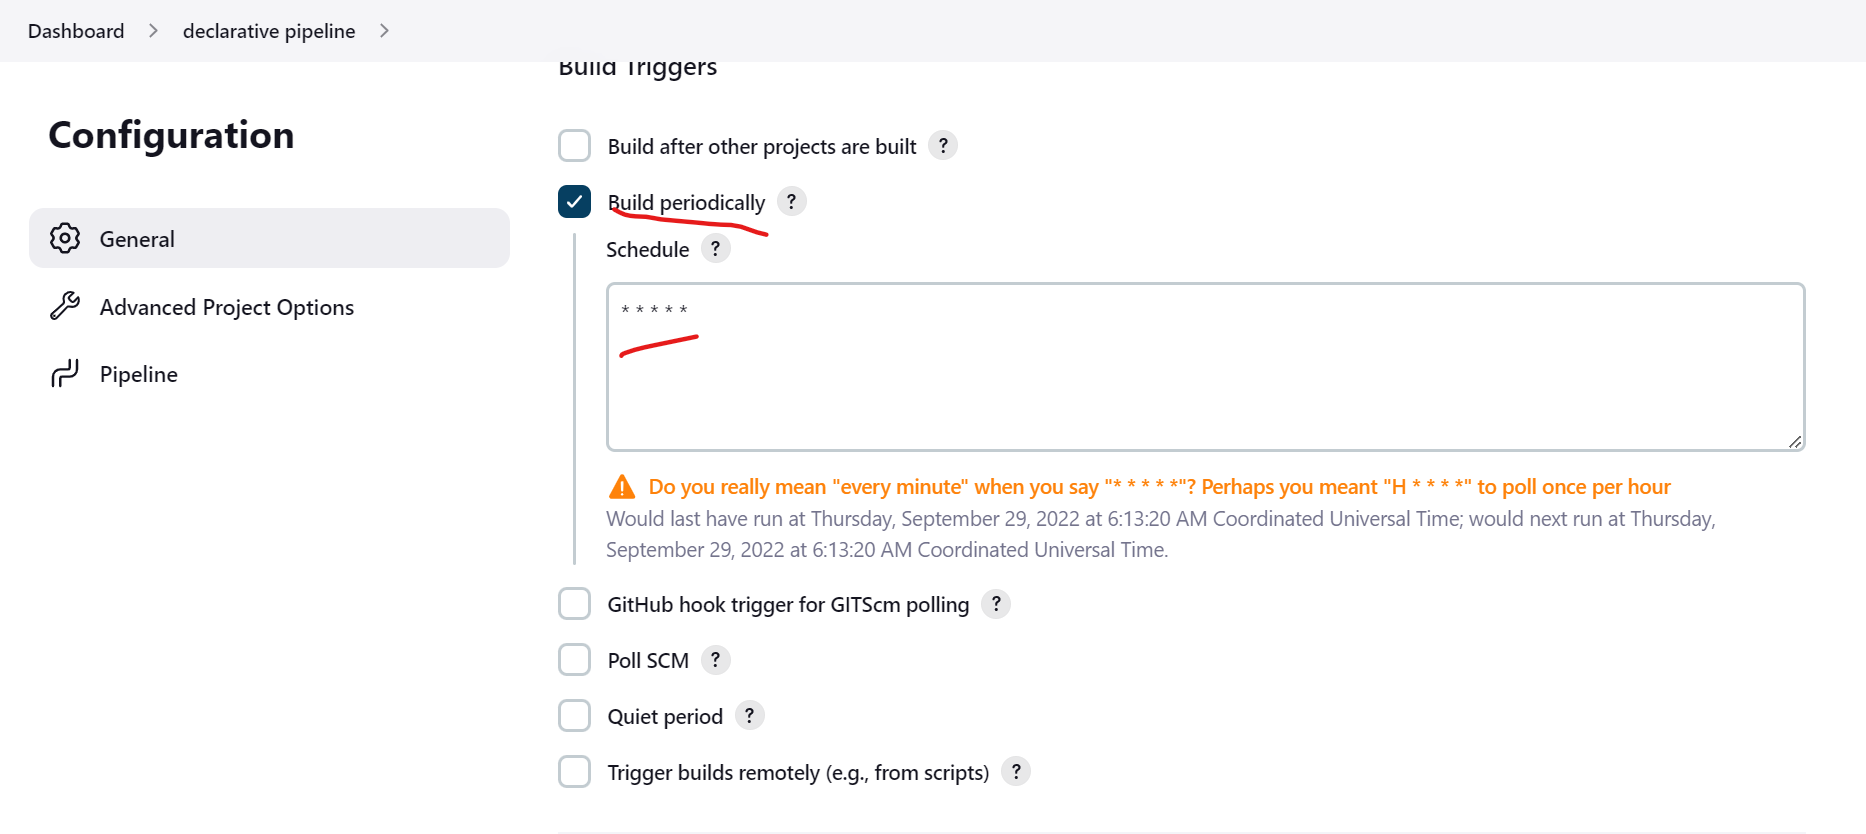 Dashboard > declarative pipeline >
Build Triggers
Configuration
General
Advanced Project Options
Pipeline
Build after other projects are built ?
Build periodically ?
Schedule ?
* * * * *
Do you really mean "every minute" when you say "* * * * *"? Perhaps you meant "H * * * *" to poll once per hour
Would last have run at Thursday, September 29, 2022 at 6:13:20 AM Coordinated Universal Time; would next run at Thursday,
September 29, 2022 at 6:13:20 AM Coordinated Universal Time.
GitHub hook trigger for GITScm polling ?
Poll SCM ?
Quiet period ?
Trigger builds remotely (e.g., from scripts) ?